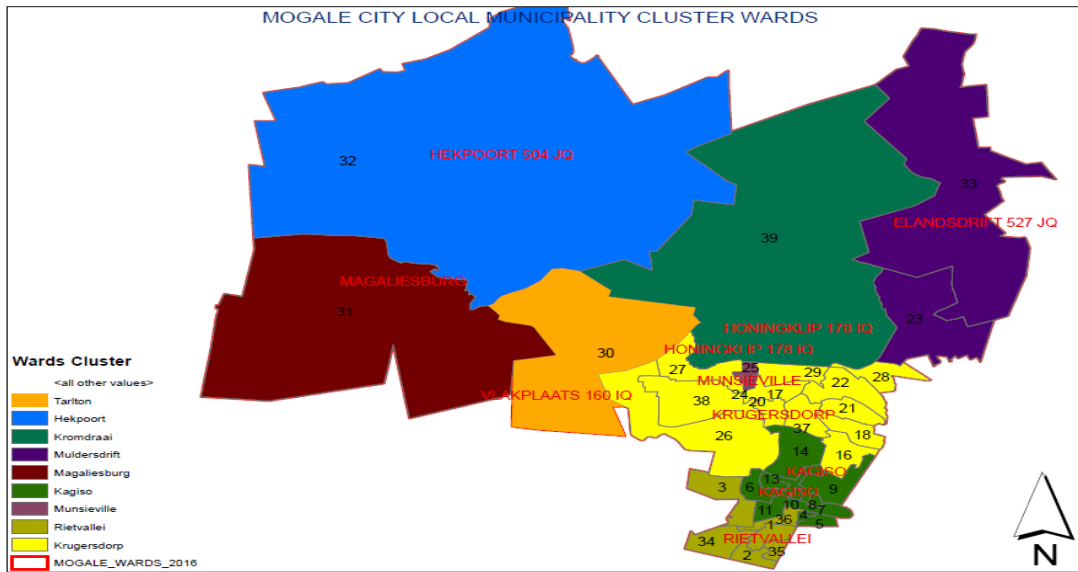 MOGALE CITY LOCAL MUNICIPALITY CLUSTER WARDS
32
HEKPOORT 504 JQ
33
ELANDSDRIFT 527 JQ
39
MAGALIESBURG
31
23
HONINGKLIP 178 IQ
HONINGKLIP 178 IQ
30
27
25
29
28
MUNSIEVILLE
22
VLAKPLAATS 160 IQ
38
24
20
17
21
KRUGERSDORP
37
26
18
14
16
KAGISO
13
3
6
9
KAGISO
11
10
8
7
4
5
1
36
34
RIETVALLEI
2
35
Wards Cluster
<all other values>
Tarlton
Hekpoort
Kromdraai
Muldersdrift
Magaliesburg
Kagiso
Munsieville
Rietvallei
Krugersdorp
MOGALE_WARDS_2016
N